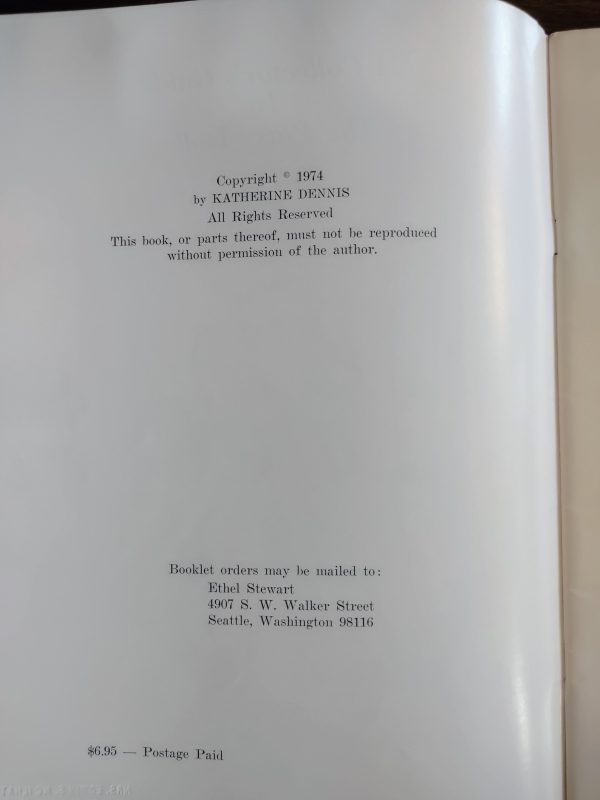 Copyright © 1974
by KATHERINE DENNIS
All Rights Reserved
This book, or parts thereof, must not be reproduced
without permission of the author.
Booklet orders may be mailed to:
Ethel Stewart
4907 S. W. Walker Street
Seattle, Washington 98116
$6.95 — Postage Paid